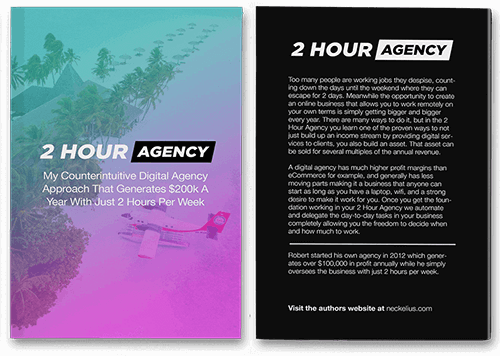 2 HOUR AGENCY
My Counterintuitive Digital Agency
Approach That Generates $200k A
Year With Just 2 Hours Per Week
2 HOUR AGENCY
Too many people are working jobs they despise, count-
ing down the days until the weekend where they can
escape for 2 days. Meanwhile the opportunity to create
an online business that allows you to work remotely on
your own terms is simply getting bigger and bigger
every year. There are many ways to do it, but in the 2
Hour Agency you learn one of the proven ways to not
just build up an income stream by providing digital ser-
vices to clients, you also build an asset. That asset can
be sold for several multiples of the annual revenue.
A digital agency has much higher profit margins than
eCommerce for example, and generally has less
moving parts making it a business that anyone can
start as long as you have a laptop, wifi, and a strong
desire to make it work for you. Once you get the foun-
dation working in your 2 Hour Agency we automate
and delegate the day-to-day tasks in your business
completely allowing you the freedom to decide when
and how much to work.
Robert started his own agency in 2012 which gener-
ates over $100,000 in profit annually while he simply
oversees the business with just 2 hours per week.
Visit the authors website at neckelius.com